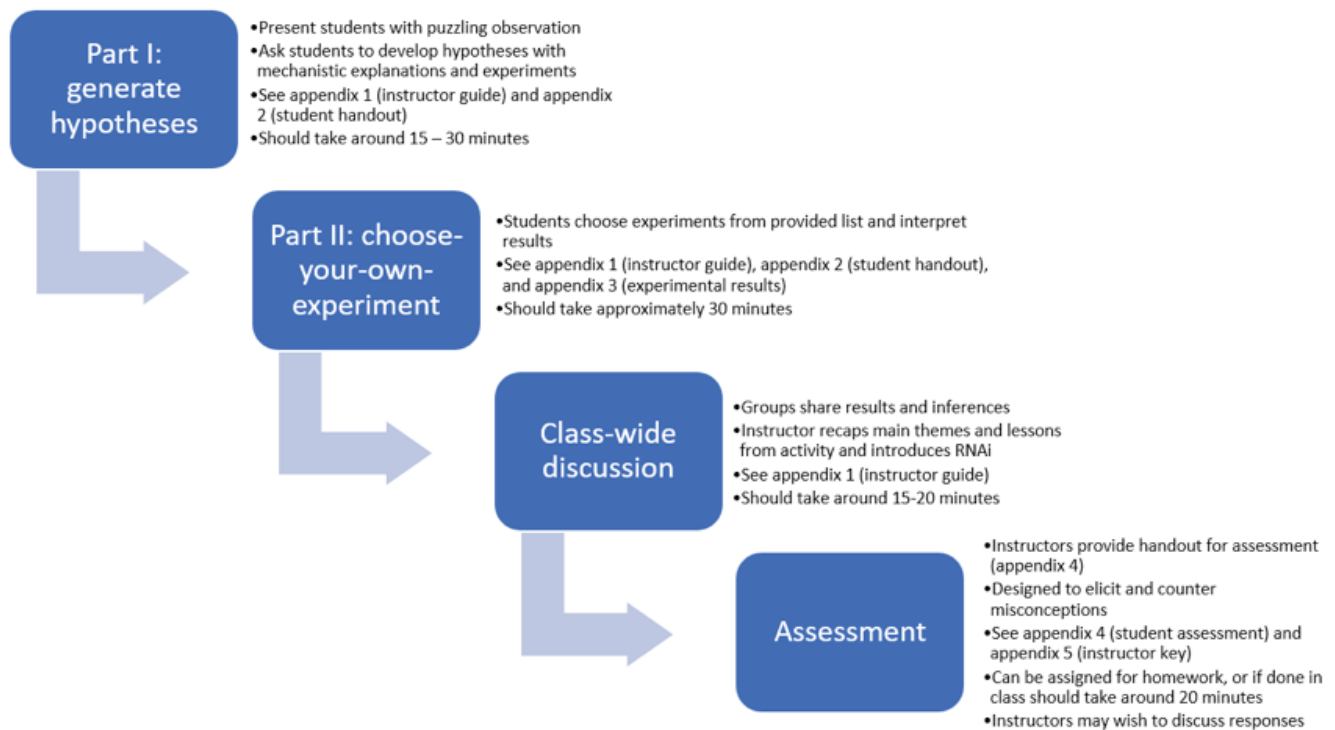 Part I:
generate
hypotheses
•Present students with puzzling observation
•Ask students to develop hypotheses with
mechanistic explanations and experiments
•See appendix 1 (instructor guide) and appendix
2 (student handout)
•Should take around 15 – 30 minutes
Part II: choose-
your-own-
experiment
•Students choose experiments from provided list and interpret
results
•See appendix 1 (instructor guide), appendix 2 (student handout),
and appendix 3 (experimental results)
•Should take approximately 30 minutes
Class-wide
discussion
•Groups share results and inferences
•Instructor recaps main themes and lessons
from activity and introduces RNAi
•See appendix 1 (instructor guide)
•Should take around 15-20 minutes
Assessment
•Instructors provide handout for assessment
(appendix 4)
•Designed to elicit and counter
misconceptions
•See appendix 4 (student assessment) and
appendix 5 (instructor key)
•Can be assigned for homework, or if done in
class should take around 20 minutes
•Instructors may wish to discuss responses